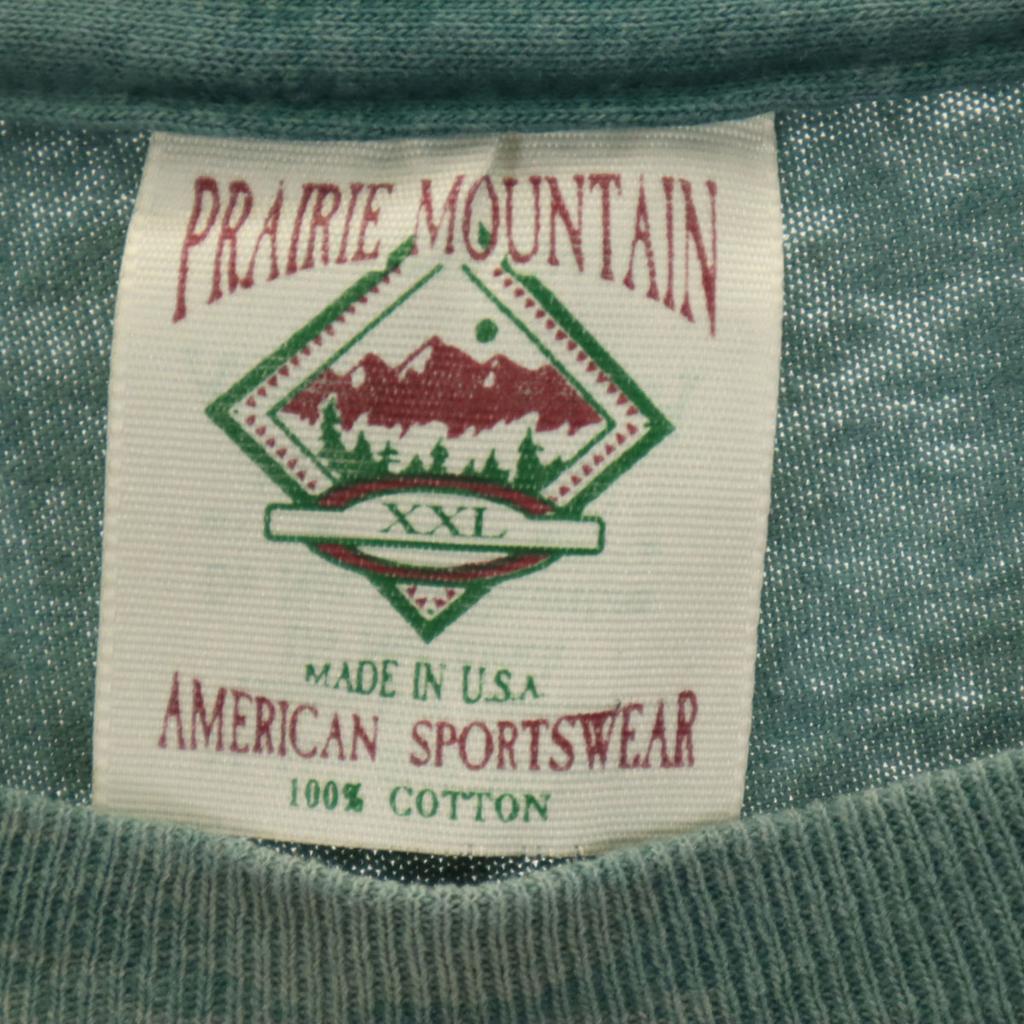 PRAIRIE MOUNTAIN
XXL
MADE IN U.S.A
AMERICAN SPORTSWEAR
100% COTTON